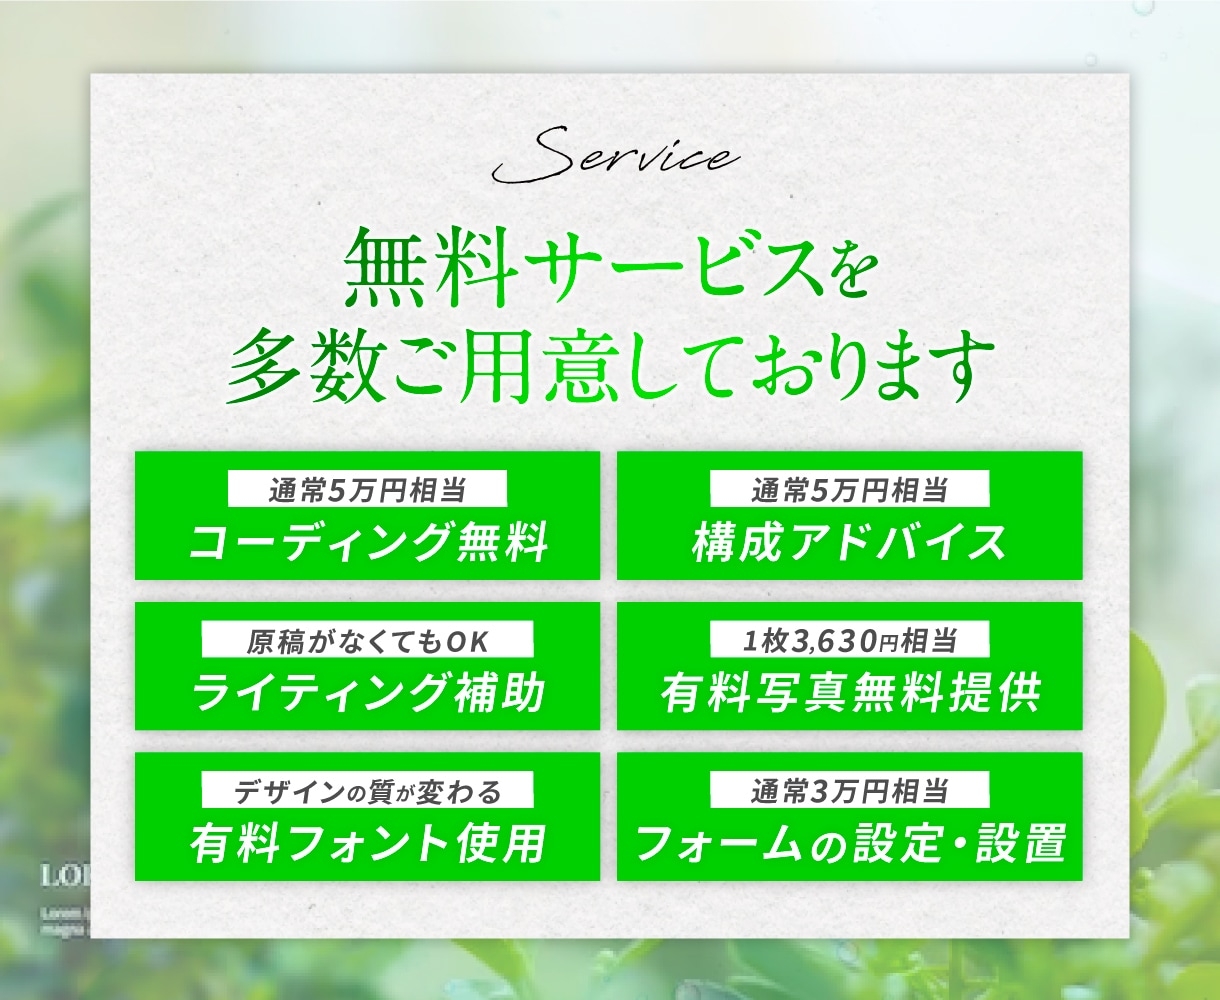 Service
無料サービスを
多数ご用意しております
通常5万円相当
コーディング無料
通常5万円相当
構成アドバイス
原稿がなくてもOK
ライティング補助
1枚3,630円相当
有料写真無料提供
デザインの質が変わる
有料フォント使用
通常3万円相当
フォームの設定・設置
Lorem
magna